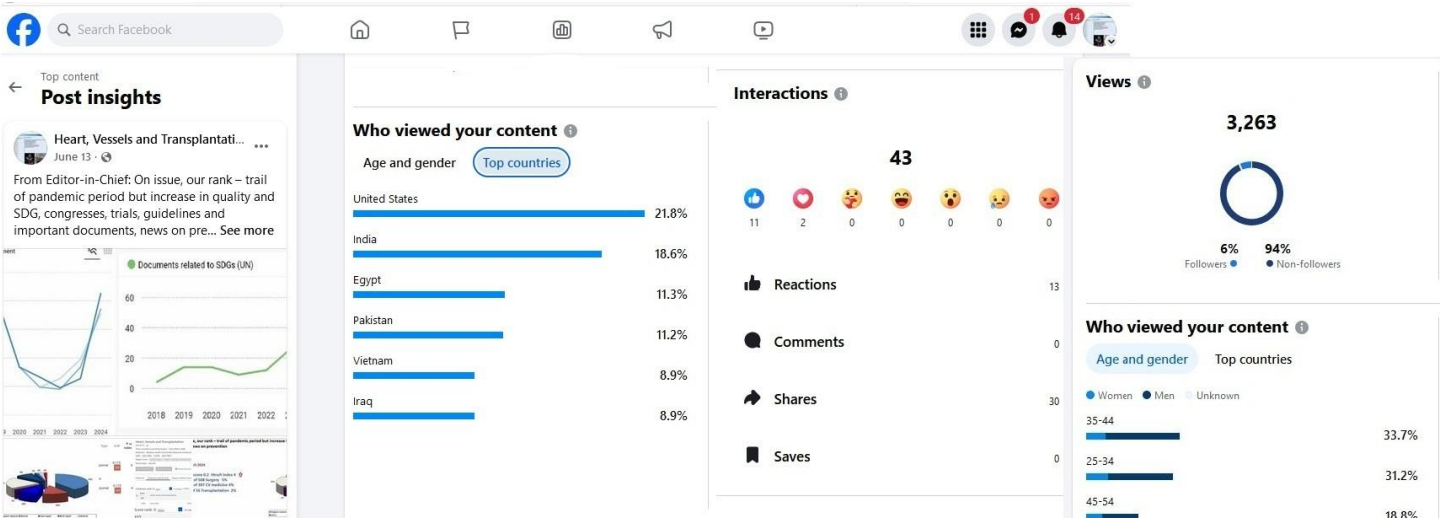 Search Facebook
1
14
Top content
Post insights
Heart, Vessels and Transplantati...
June 13 ·
From Editor-in-Chief: On issue, our rank – trail
of pandemic period but increase in quality and
SDG, congresses, trials, guidelines and
important documents, news on pre... See more
Documents related to SDGs (UN)
60
40
20
0
2018 2019 2020 2021 2022
2020 2021 2022 2023 2024
Who viewed your content
Age and gender Top countries
United States
21.8%
India
18.6%
Egypt
11.3%
Pakistan
11.2%
Vietnam
8.9%
Iraq
8.9%
Interactions
43
11 2 0 0 0 0 0
Reactions 13
Comments 0
Shares 30
Saves 0
Views
3,263
6% 94%
Followers Non-followers
Who viewed your content
Age and gender Top countries
Women Men Unknown
35-44
33.7%
25-34
31.2%
45-54
18.8%